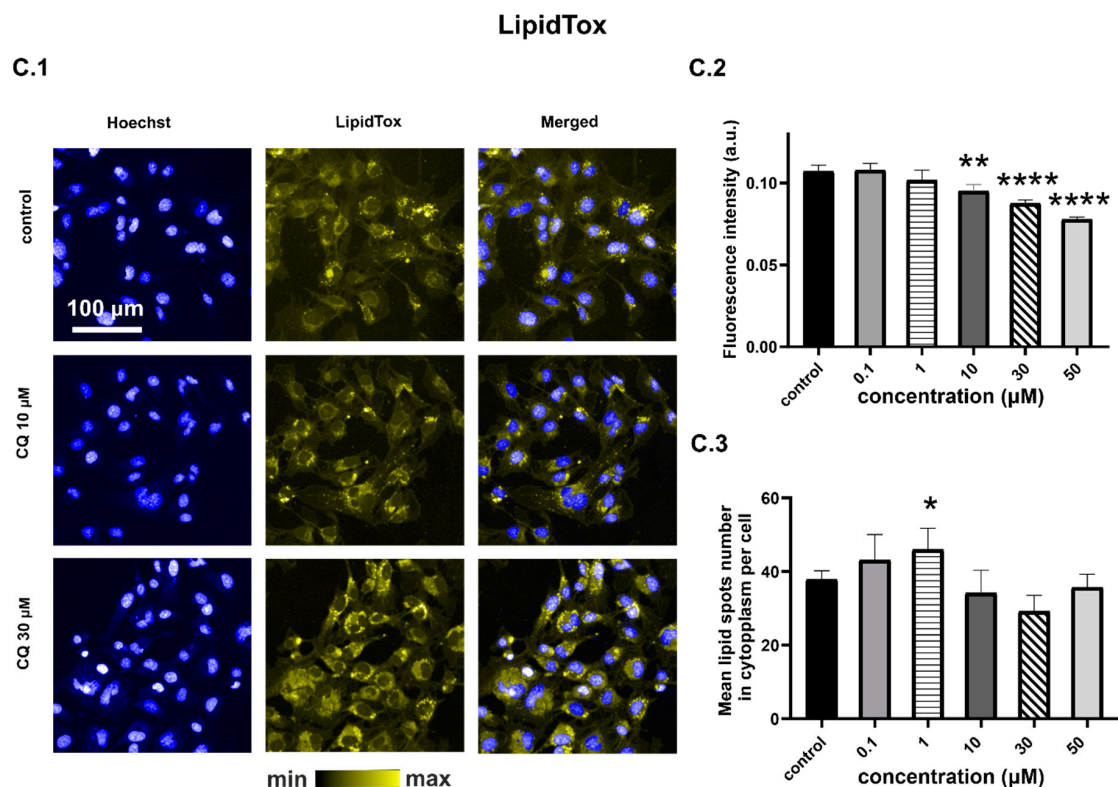 LipidTox
C.1
Hoechst
LipidTox
Merged
control
100 µm
CQ 10 µM
CQ 30 µM
min
max
C.2
Fluorescence intensity (a.u.)
0.10
0.05
0.00
**
****
****
control
0.1
1
10
30
50
concentration (µM)
C.3
Mean lipid spots number
in cytoplasm per cell
60
40
20
0
*
control
0.1
1
10
30
50
concentration (µM)